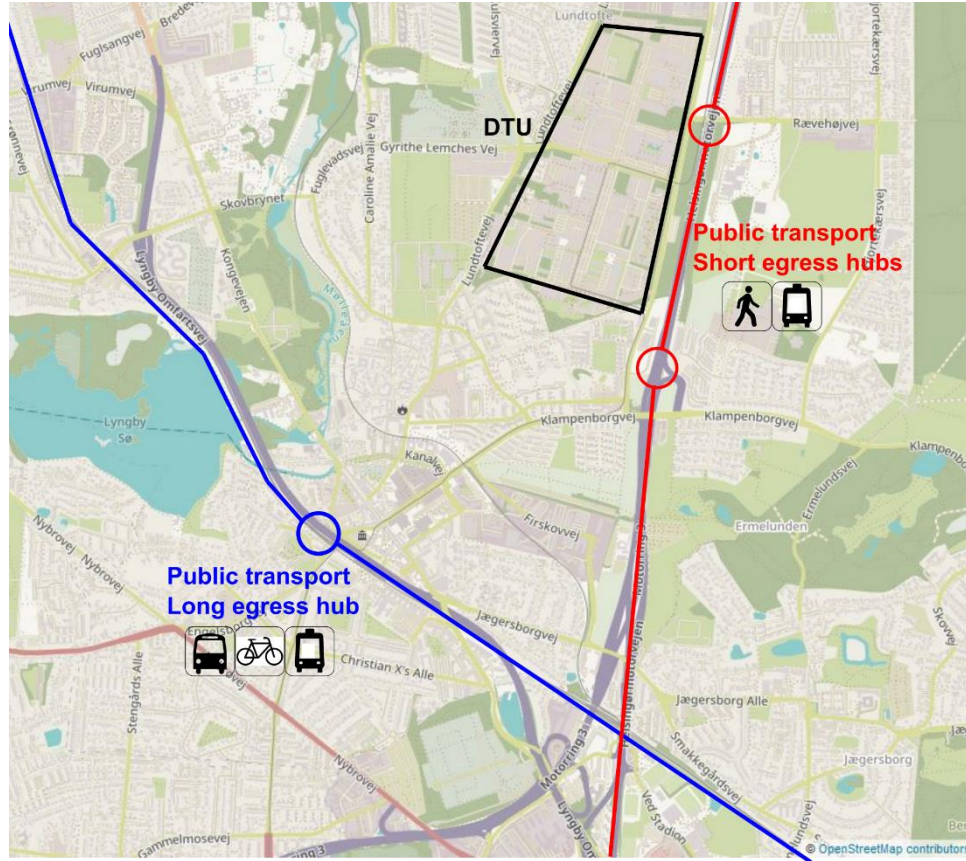 Lundtofte
Fuglsangvej
Virumvej
Virumvej
Lundtoftevej
DTU
Rævehøjvej
Caroline Amalie Vej
Gyrithe Lemches Vej
Fuglevadsvej
Skovbrynet
Kongevejen
Lundtoftevej
Public transport
Short egress hubs
Lyngby Omfartsvej
Lyngby
Sø
Klampenborgvej
Klampenborgvej
Kanalvej
Ermelundsvej
Nybrovej
Firskovvej
Ermelunden
Nybrovej
Motorring 3
Public transport
Long egress hub
Jægersborgvej
Skovvej
Christian X's Alle
Stengårds Alle
Helsingørmotorvejen
Jægersborg Alle
Smakkegårdsvej
Nybrovej
Motorring 3
Jægersborg
Ved Stadion
Gammelmosevej
© OpenStreetMap contributors